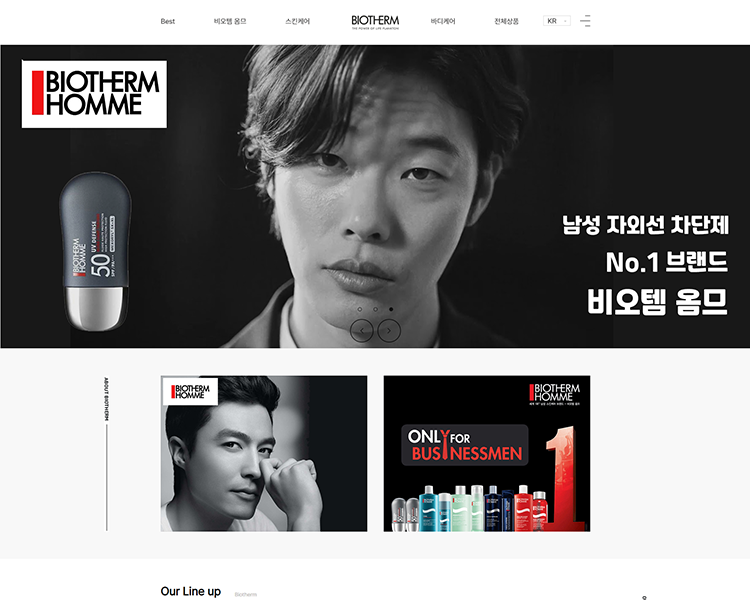 Best
비오템 옴므
스킨케어
BIOTHERM
THE POWER OF LIFE PLANKTON
바디케어
전체상품
KR
BIOTHERM
HOMME
BIOTHERM
HOMME
50
UV DEFENSE
남성 자외선 차단제
No.1 브랜드
비오템 옴므
ABOUT BIOTHERM
BIOTHERM
HOMME
BIOTHERM
HOMME
ONLY FOR
BUSINESSMEN
1
Our Line up
Biotherm